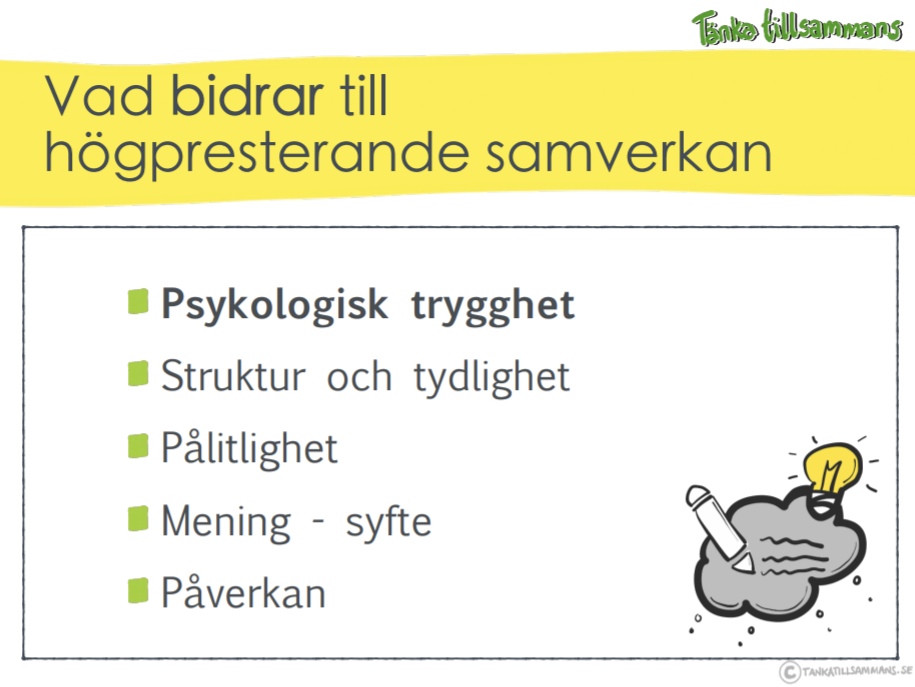 Tänka tillsammans
Vad bidrar till
högpresterande samverkan
Psykologisk trygghet
Struktur och tydlighet
Pålitlighet
Mening - syfte
Påverkan
© TANKATILLSAMMANS.SE